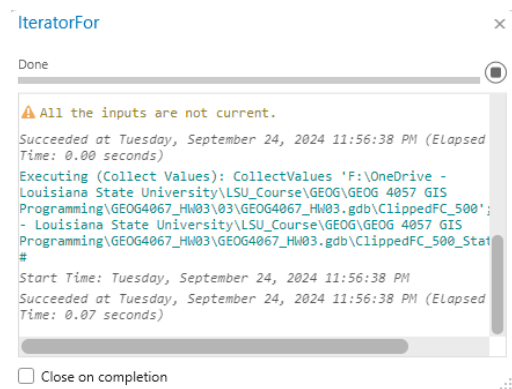 IteratorFor
Done
All the inputs are not current.
Succeeded at Tuesday, September 24, 2024 11:56:38 PM (Elapsed
Time: 0.00 seconds)
Executing (Collect Values): CollectValues 'F:\OneDrive -
Louisiana State University\LSU_Course\GEOG\GEOG 4057 GIS
Programming\GEOG4067_HW03\03\GEOG4067_HW03.gdb\ClippedFC_500';
- Louisiana State University\LSU_Course\GEOG\GEOG 4057 GIS
Programming\GEOG4067_HW03\GEOG4067_HW03.gdb\ClippedFC_500_Stat
#
Start Time: Tuesday, September 24, 2024 11:56:38 PM
Succeeded at Tuesday, September 24, 2024 11:56:38 PM (Elapsed
Time: 0.07 seconds)
Close on completion